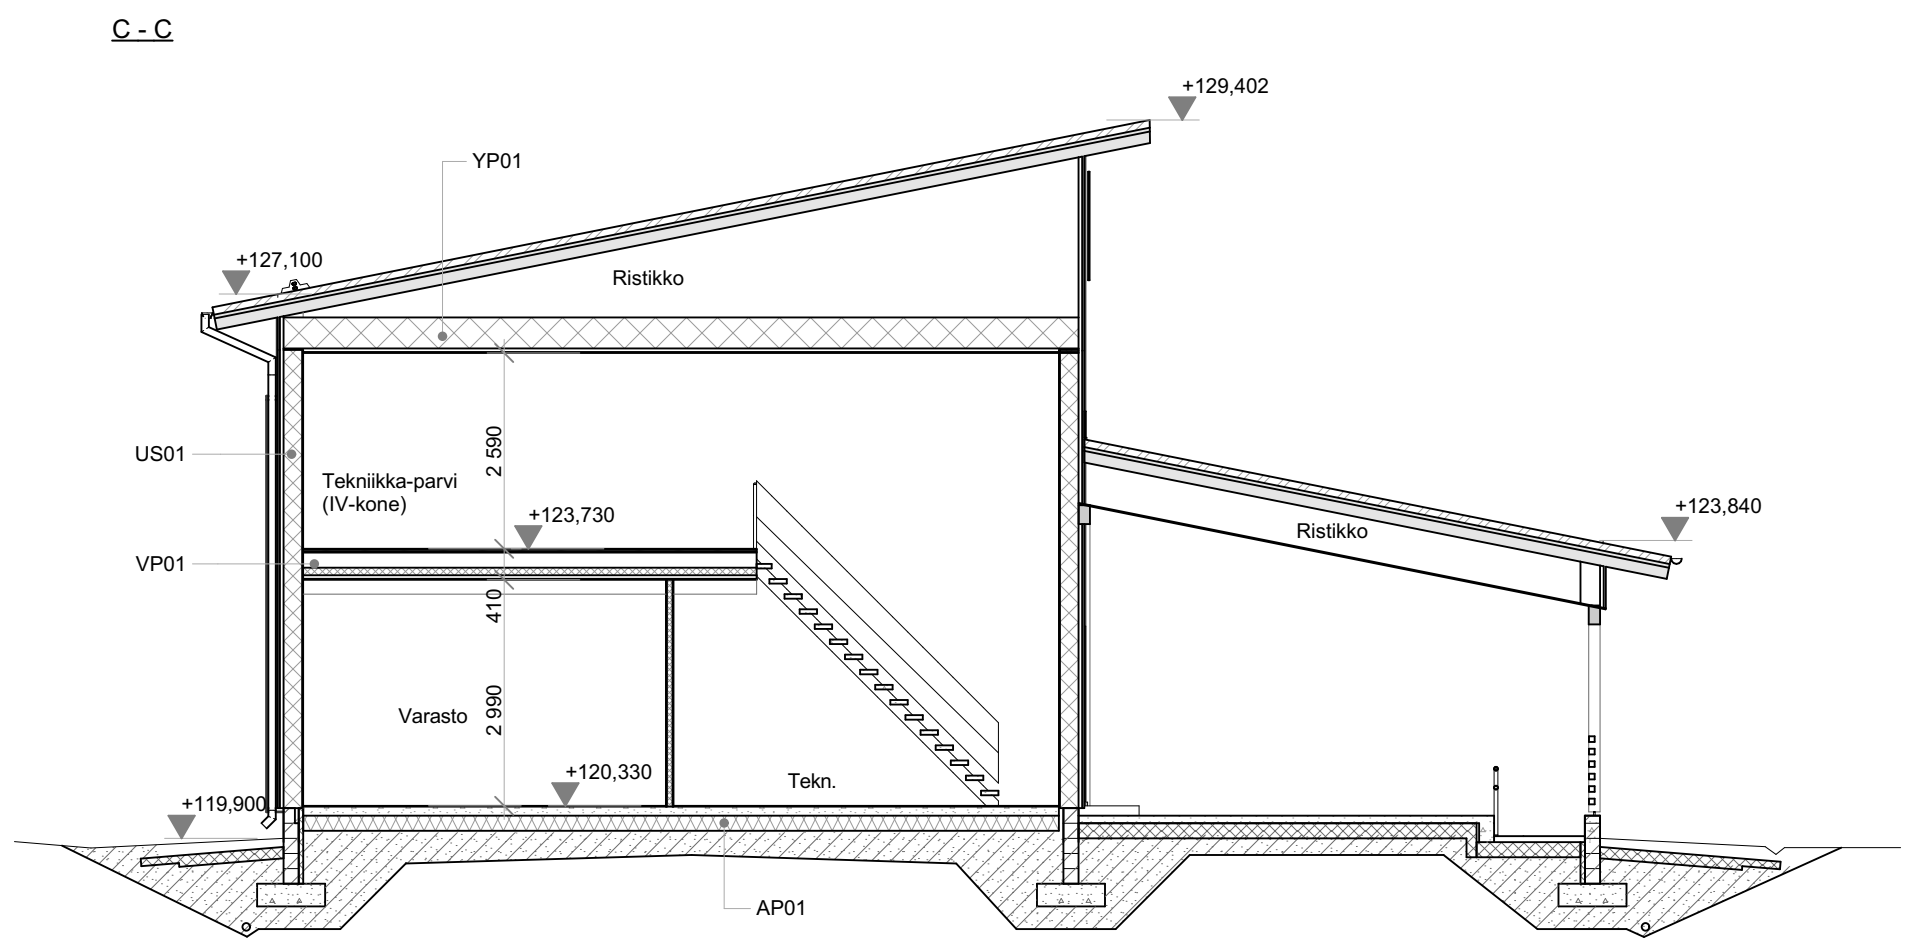 C - C
+129,402
YP01
+127,100
Ristikko
US01
2 590
Tekniikka-parvi
(IV-kone)
+123,730
+123,840
Ristikko
VP01
410
Varasto
2 990
+120,330
Tekn.
+119,900
AP01